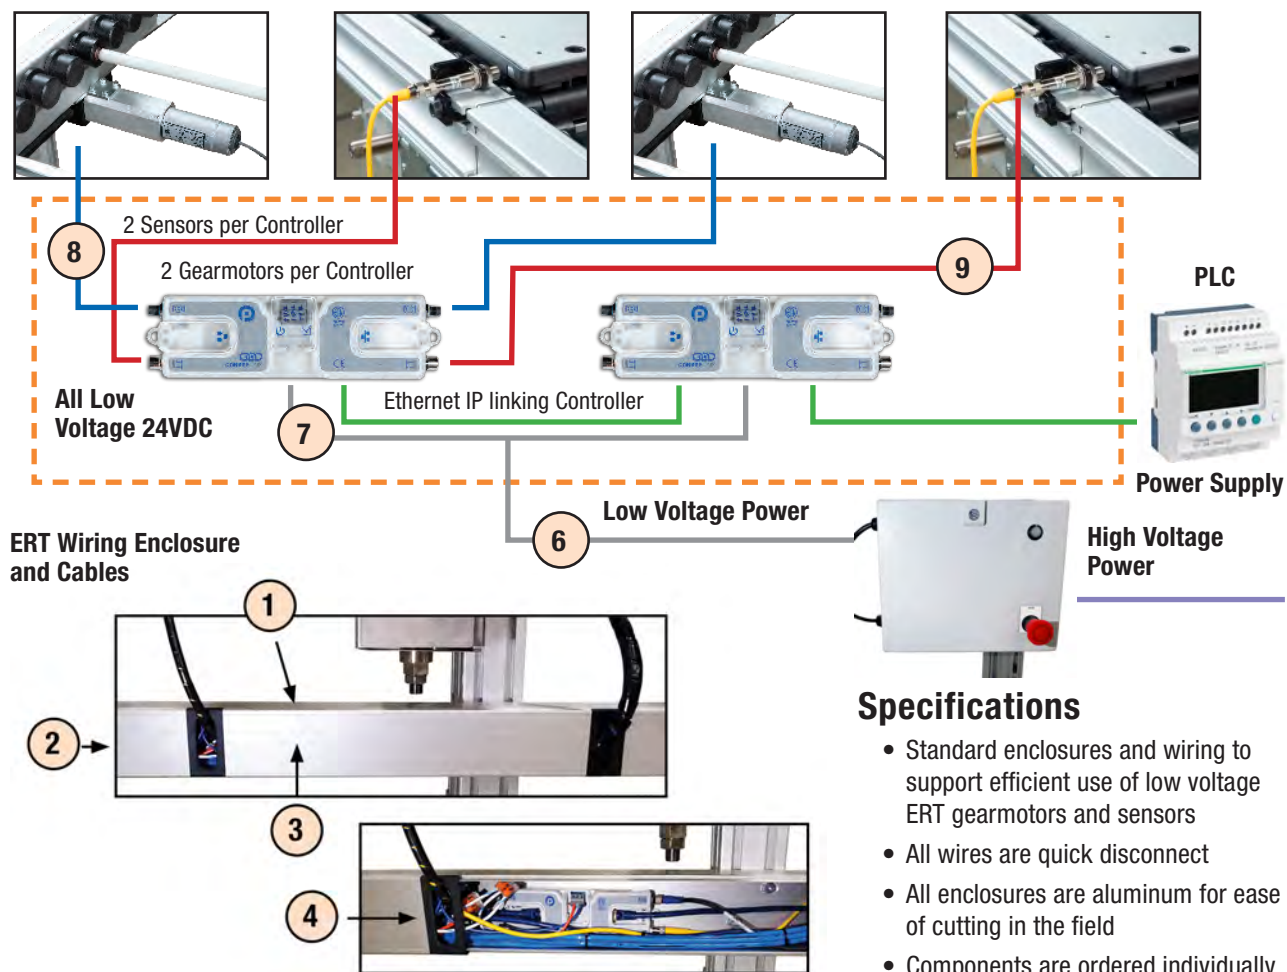 8
2 Sensors per Controller
9
2 Gearmotors per Controller
PLC
All Low
Voltage 24VDC
7
Ethernet IP linking Controller
Power Supply
6
Low Voltage Power
High Voltage
Power
ERT Wiring Enclosure
and Cables
1
2
3
4
Specifications
• Standard enclosures and wiring to
support efficient use of low voltage
ERT gearmotors and sensors
• All wires are quick disconnect
• All enclosures are aluminum for ease
of cutting in the field
• Components are ordered individually